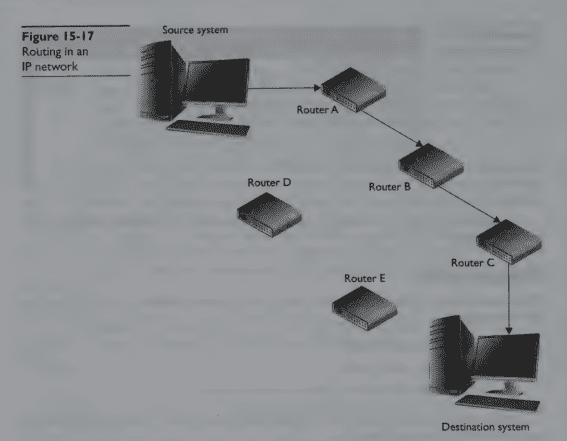 Figure 15-17
Routing in an
IP network
Source system
Router A
Router B
Router D
Router C
Router E
Destination system